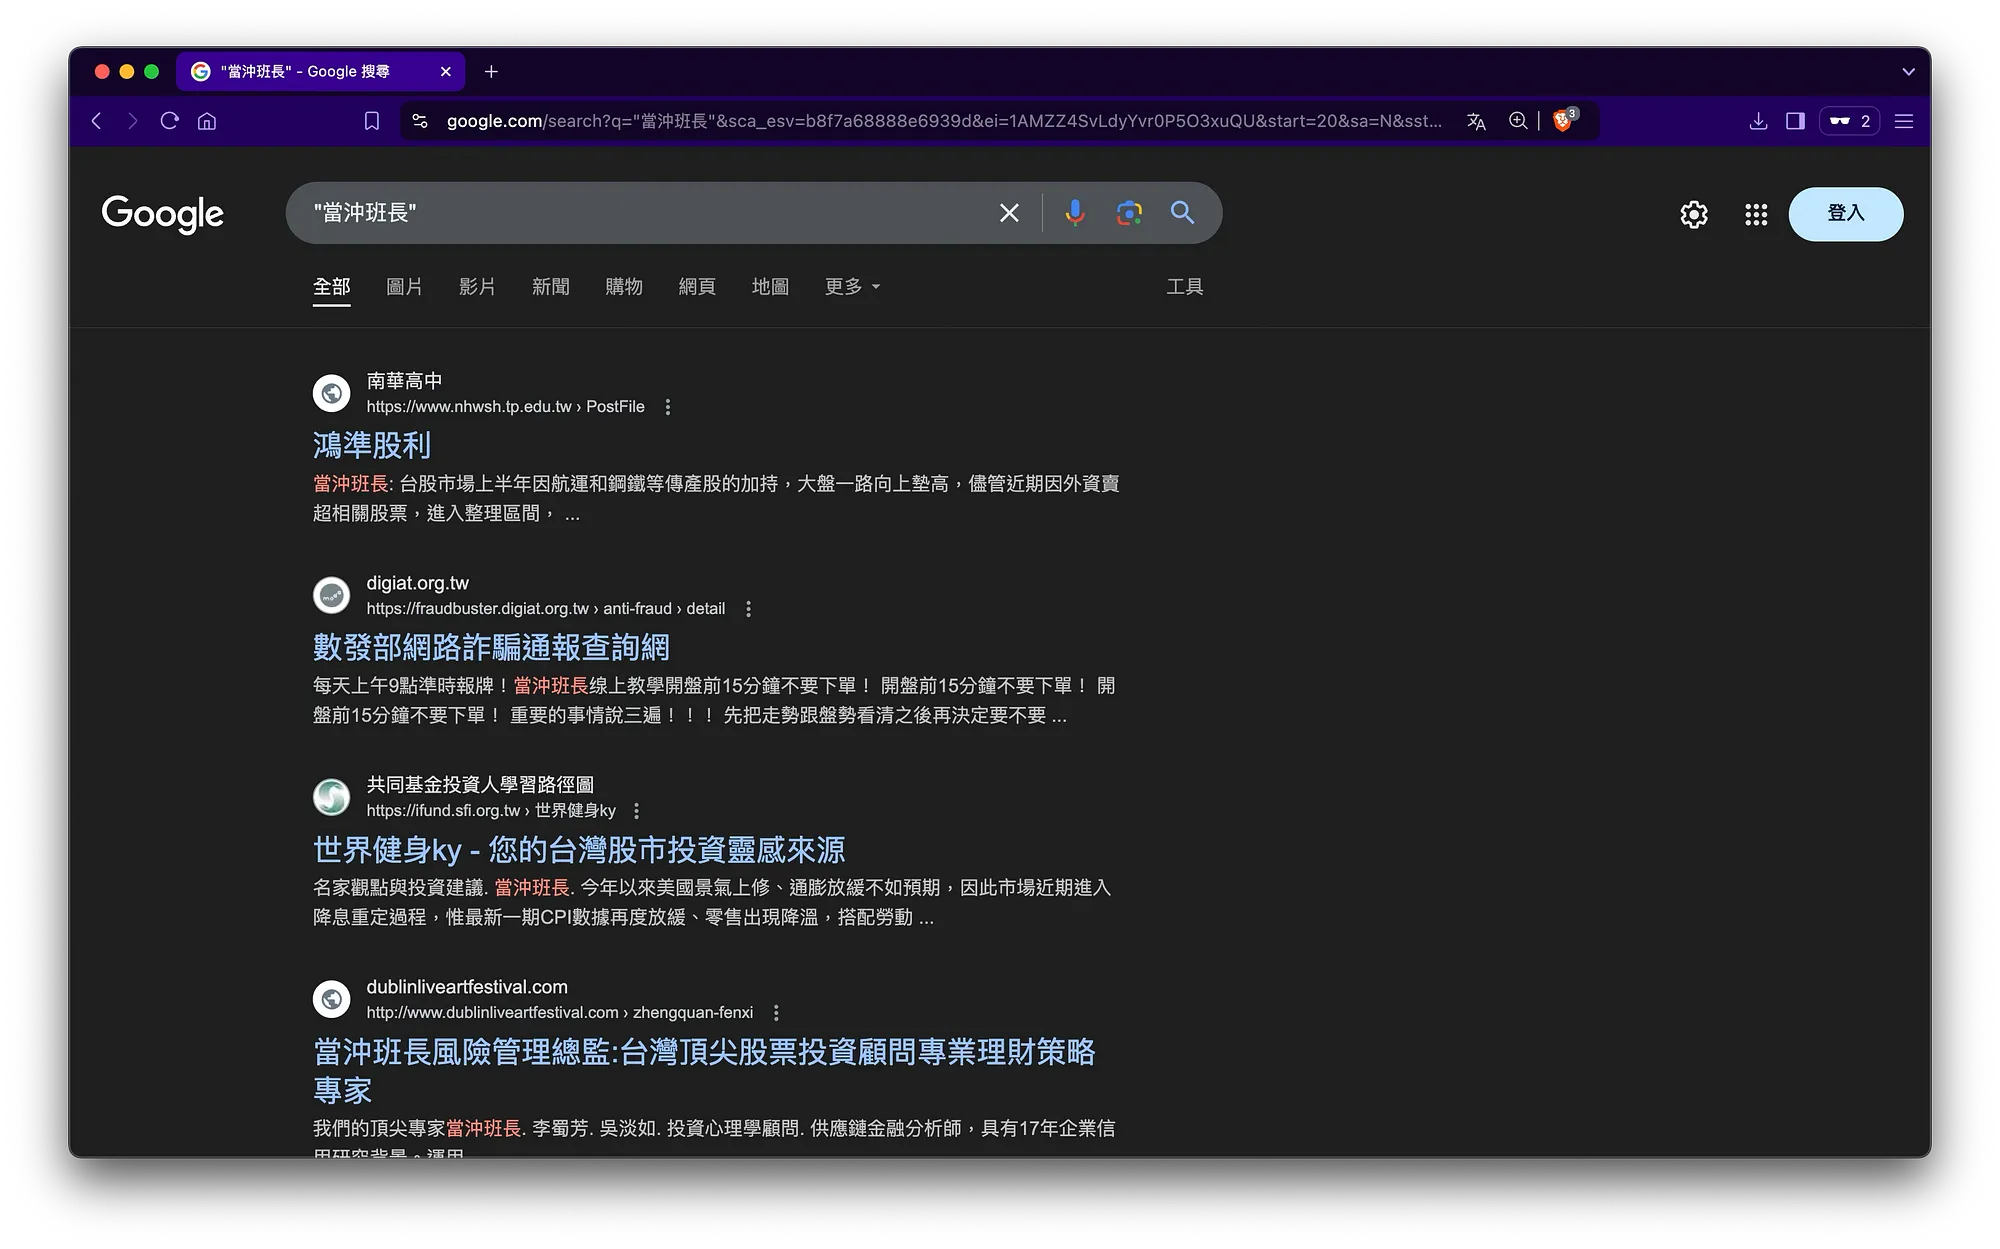 "當沖班長" - Google 搜尋
google.com/search?q="當沖班長"&sca_esv=b8f7a68888e6939d&ei=1AMZZ4SvLdyYvr0P5O3xuQU&start=20&sa=N&sst...
3
2
Google
"當沖班長"
登入
全部
圖片
影片
新聞
購物
網頁
地圖
更多
工具
南華高中
https://www.nhwsh.tp.edu.tw › PostFile
鴻準股利
當沖班長: 台股市場上半年因航運和鋼鐵等傳產股的加持，大盤一路向上墊高，儘管近期因外資賣
超相關股票，進入整理區間， ...
digiat.org.tw
https://fraudbuster.digiat.org.tw › anti-fraud › detail
數發部網路詐騙通報查詢網
每天上午9點準時報牌！當沖班長線上教學開盤前15分鐘不要下單！ 開盤前15分鐘不要下單！ 開
盤前15分鐘不要下單！ 重要的事情說三遍！！！ 先把走勢跟盤勢看清之後再決定要不要 ...
共同基金投資人學習路徑圖
https://ifund.sfi.org.tw › 世界健身ky
世界健身ky - 您的台灣股市投資靈感來源
名家觀點與投資建議. 當沖班長. 今年以來美國景氣上修、通膨放緩不如預期，因此市場近期進入
降息重定過程，惟最新一期CPI數據再度放緩、零售出現降溫，搭配勞動 ...
dublinliveartfestival.com
http://www.dublinliveartfestival.com › zhengquan-fenxi
當沖班長風險管理總監:台灣頂尖股票投資顧問專業理財策略
專家
我們的頂尖專家當沖班長. 李蜀芳. 吳淡如. 投資心理學顧問. 供應鏈金融分析師，具有17年企業信
用研究背景。運用